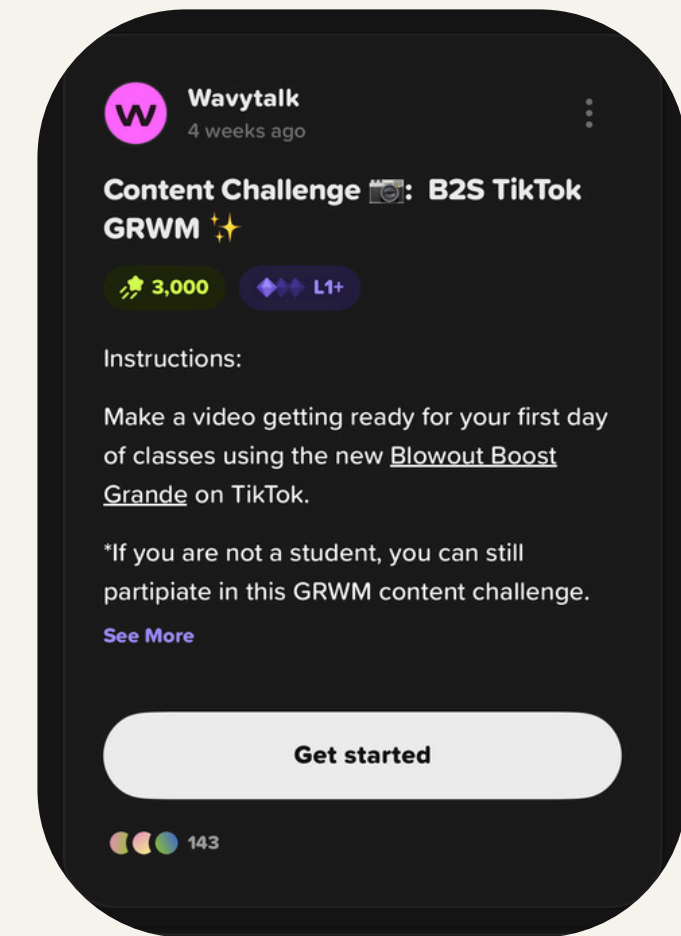 W
Wavytalk
4 weeks ago
Content Challenge 📷: B2S TikTok
GRWM ✨
3,000
L1+
Instructions:
Make a video getting ready for your first day
of classes using the new Blowout Boost
Grande on TikTok.
*If you are not a student, you can still
partipiate in this GRWM content challenge.
See More
Get started
143